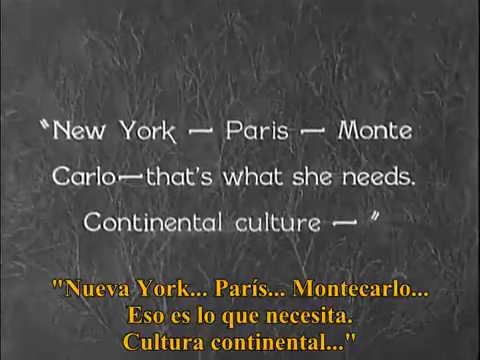 "New York — Paris — Monte
Carlo—that's what she needs.
Continental culture — "
"Nueva York... París... Montecarlo...
Eso es lo que necesita.
Cultura continental..."